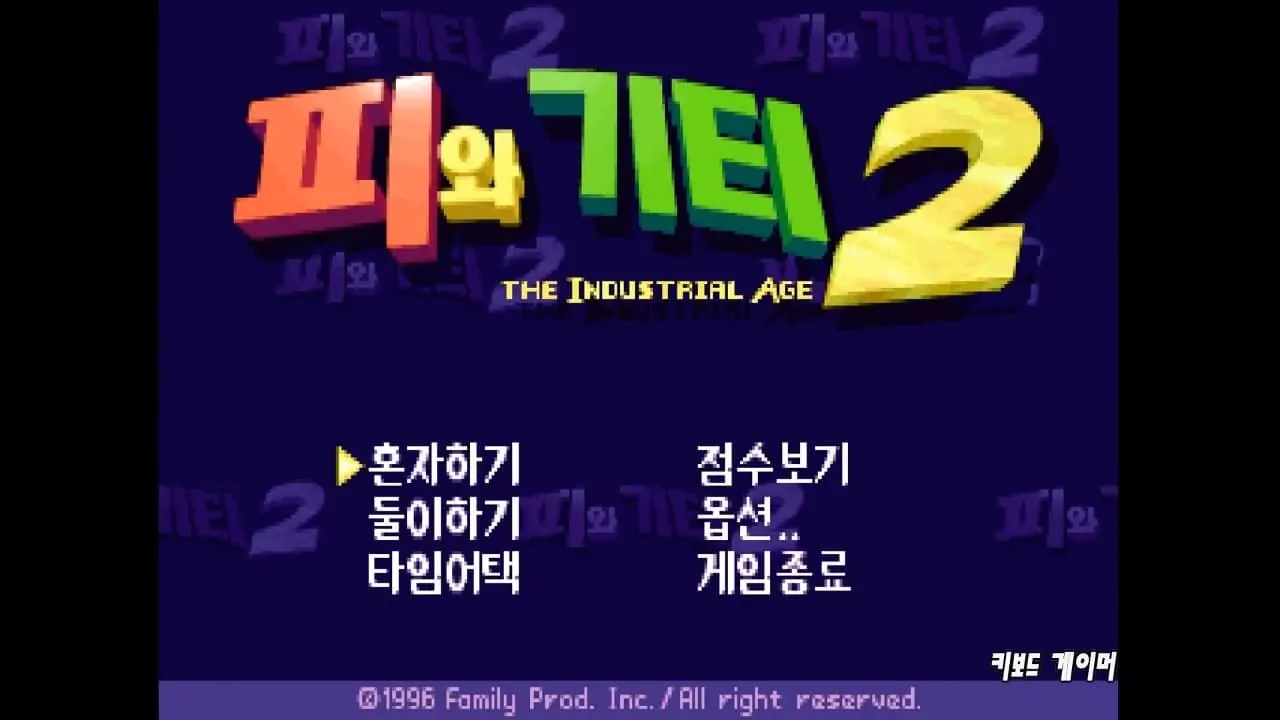 피와 기티 2
THE INDUSTRIAL AGE
혼자하기
둘이하기
타임어택
점수보기
옵션..
게임종료
키보드 게이머
©1996 Family Prod. Inc./All right reserved.